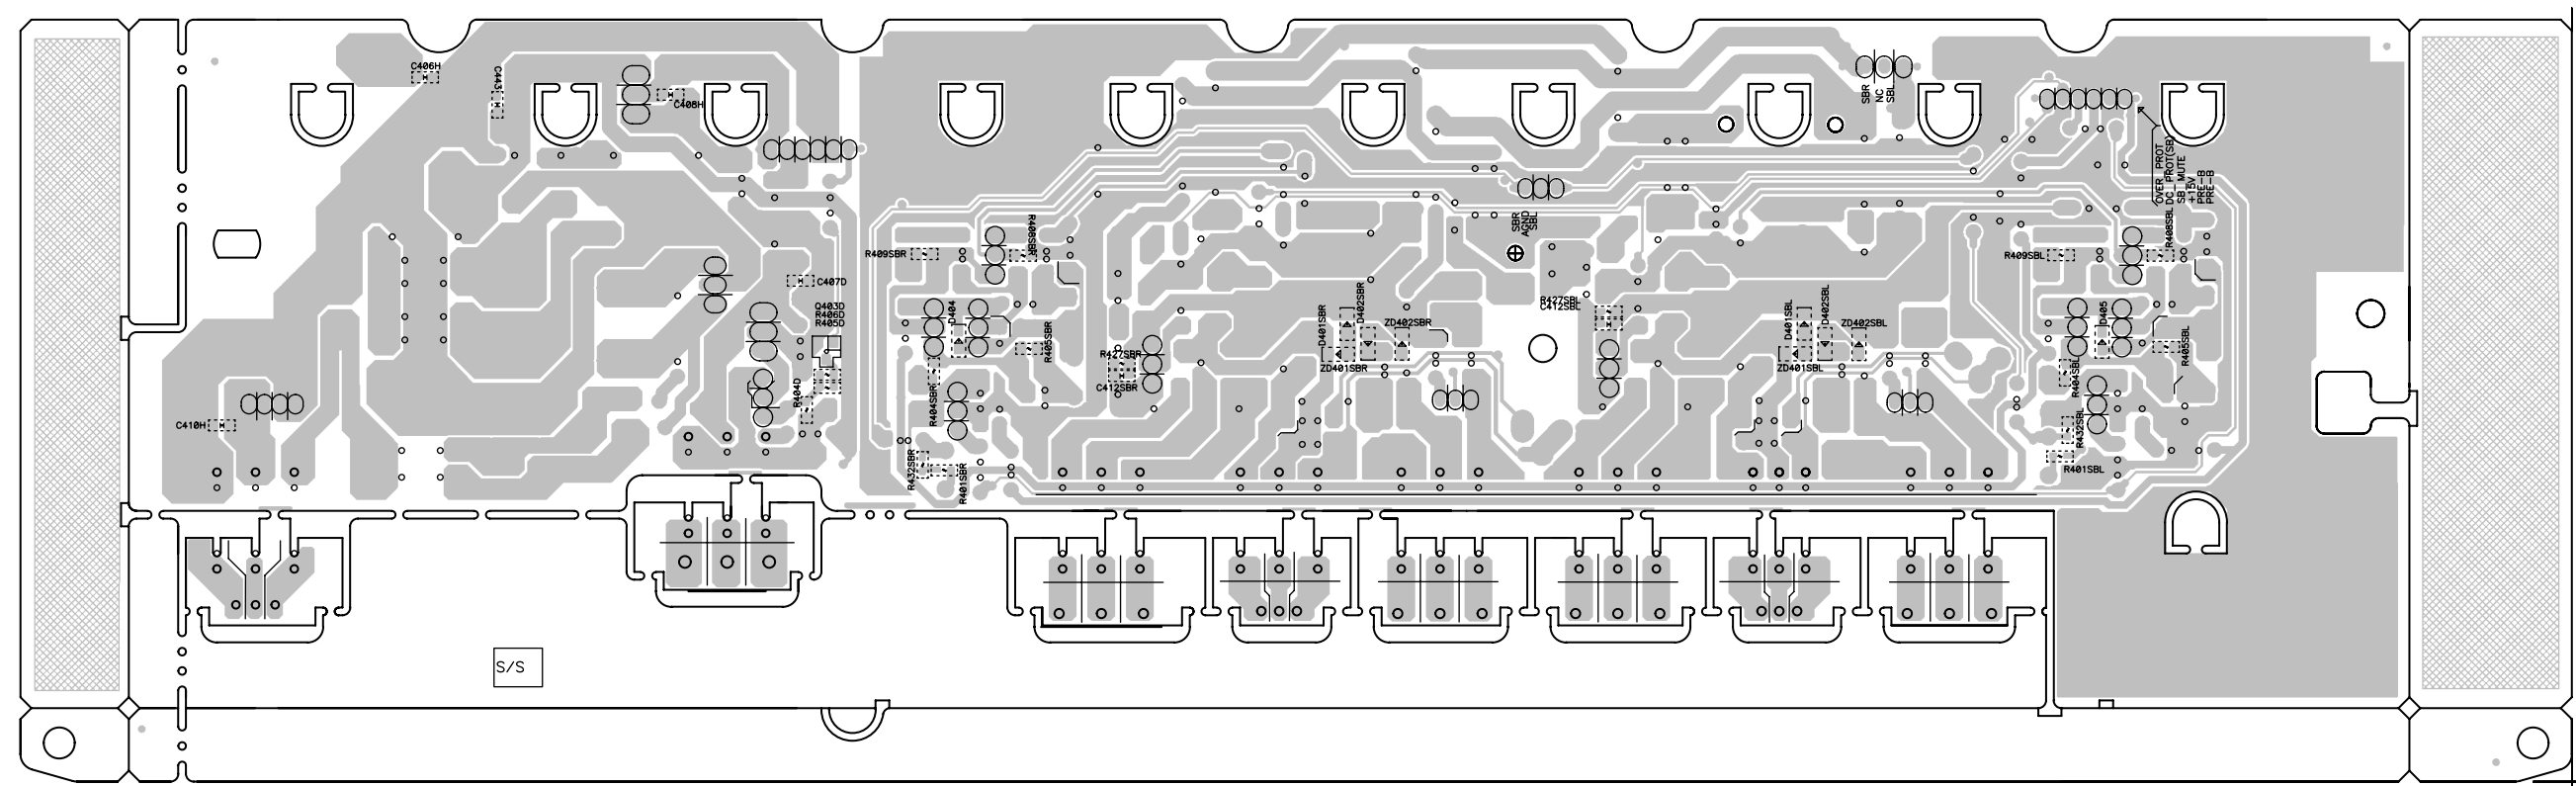 C406H
C443
C408H
SBR
NC
SBL
OVER_PROT
DC_PROT(SB)
SB MUTE
+15V
PRE-B
PRE-B
SBR
AGND
SBL
R409SBR
R408SBR
R409SBL
R408SBL
C407D
Q403D
R406D
R405D
D404
R405SBR
R427SBR
C412SBR
D401SBR
D402SBR
ZD402SBR
ZD401SBR
R427SBL
C412SBL
D401SBL
D402SBL
ZD402SBL
ZD401SBL
D405
R405SBL
R404D
R404SBR
R404SBL
C410H
R432SBR
R401SBR
R432SBL
R401SBL
S/S